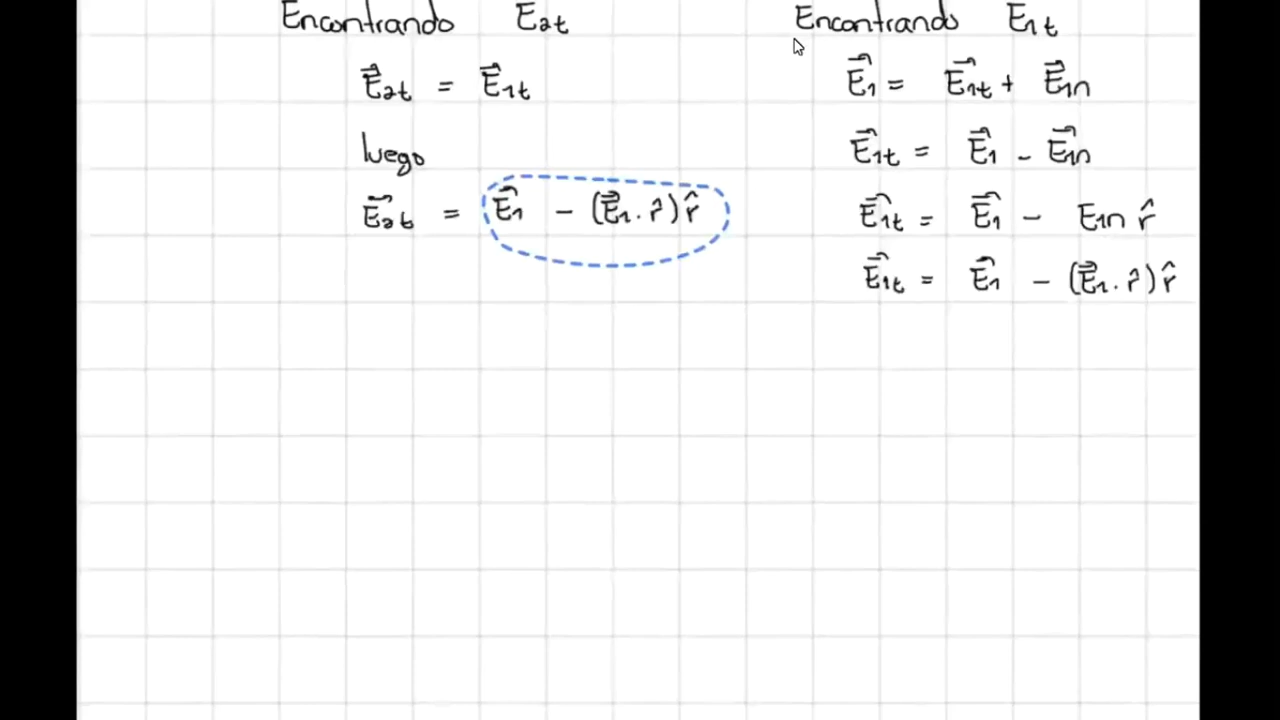 Encontrando E₂t
E⃗₂t = E⃗₁t
luego
E⃗₂t = E⃗₁ - (E⃗₁ . r̂) r̂
Encontrando E₁t
E⃗₁ = E⃗₁t + E⃗₁n
E⃗₁t = E⃗₁ - E⃗₁n
E⃗₁t = E⃗₁ - E₁n r̂
E⃗₁t = E⃗₁ - (E⃗₁ . r̂) r̂